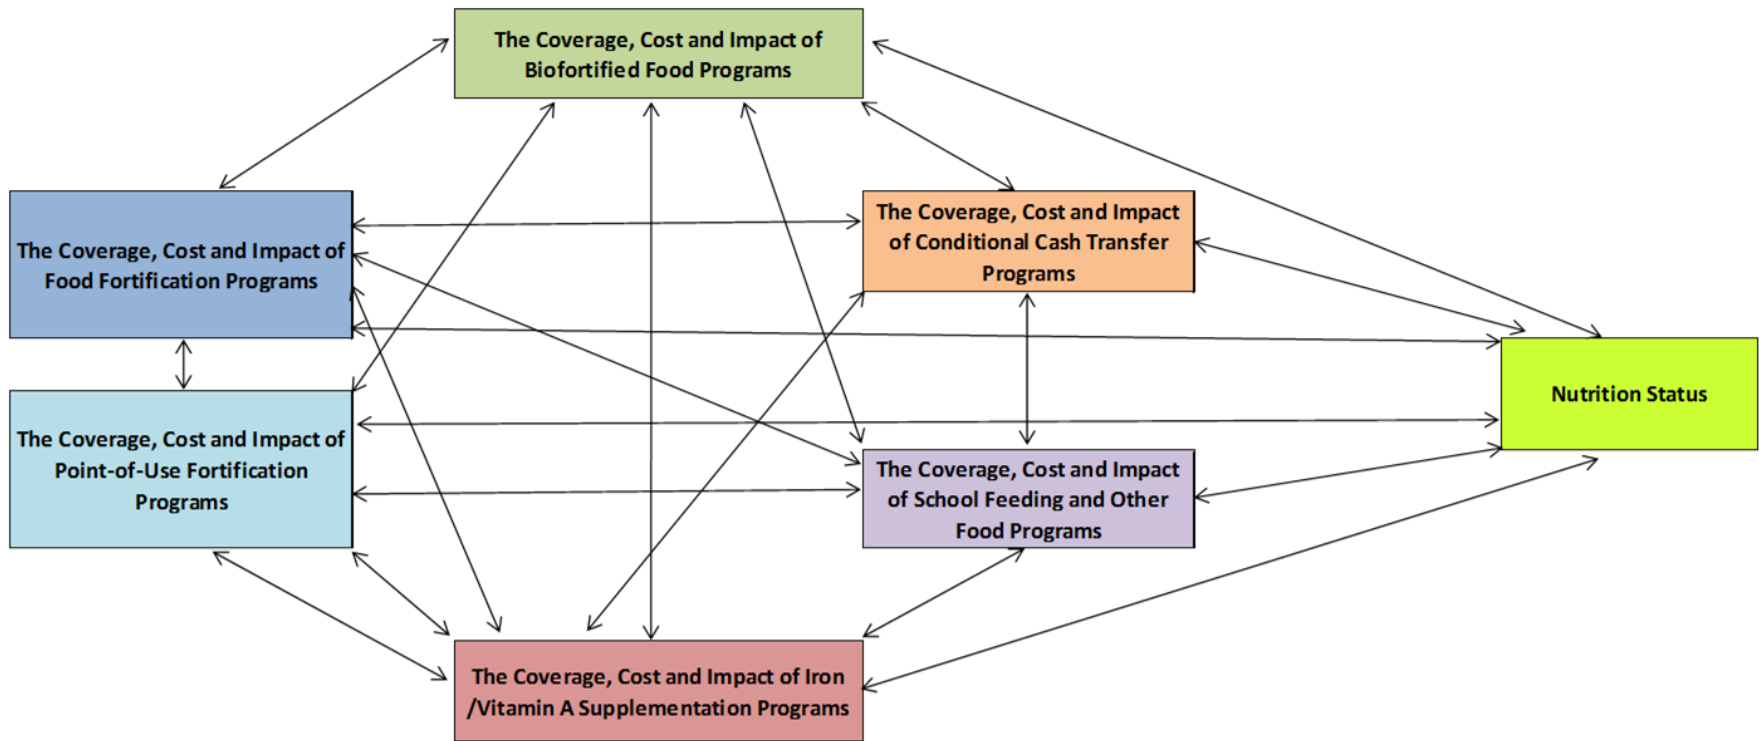 The Coverage, Cost and Impact of
Biofortified Food Programs
The Coverage, Cost and Impact of
Food Fortification Programs
The Coverage, Cost and Impact
of Conditional Cash Transfer
Programs
Nutrition Status
The Coverage, Cost and Impact of
Point-of-Use Fortification
Programs
The Coverage, Cost and Impact
of School Feeding and Other
Food Programs
The Coverage, Cost and Impact of Iron
/Vitamin A Supplementation Programs